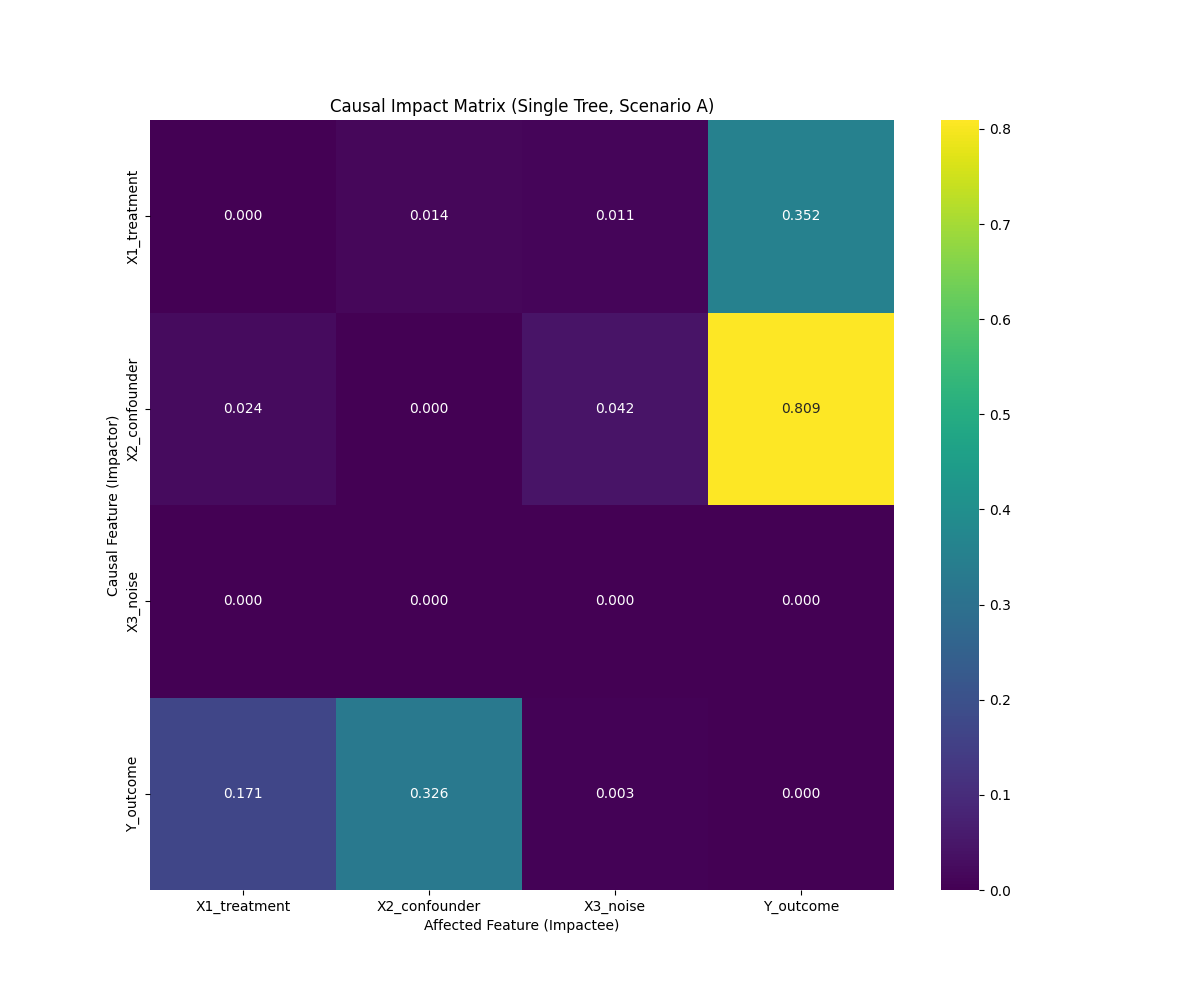 Causal Impact Matrix (Single Tree, Scenario A)
Causal Feature (Impactor)
X1_treatment
0.000 0.014 0.011 0.352
X2_confounder
0.024 0.000 0.042 0.809
X3_noise
0.000 0.000 0.000 0.000
Y_outcome
0.171 0.326 0.003 0.000
X1_treatment X2_confounder X3_noise Y_outcome
Affected Feature (Impactee)
0.8
0.7
0.6
0.5
0.4
0.3
0.2
0.1
0.0